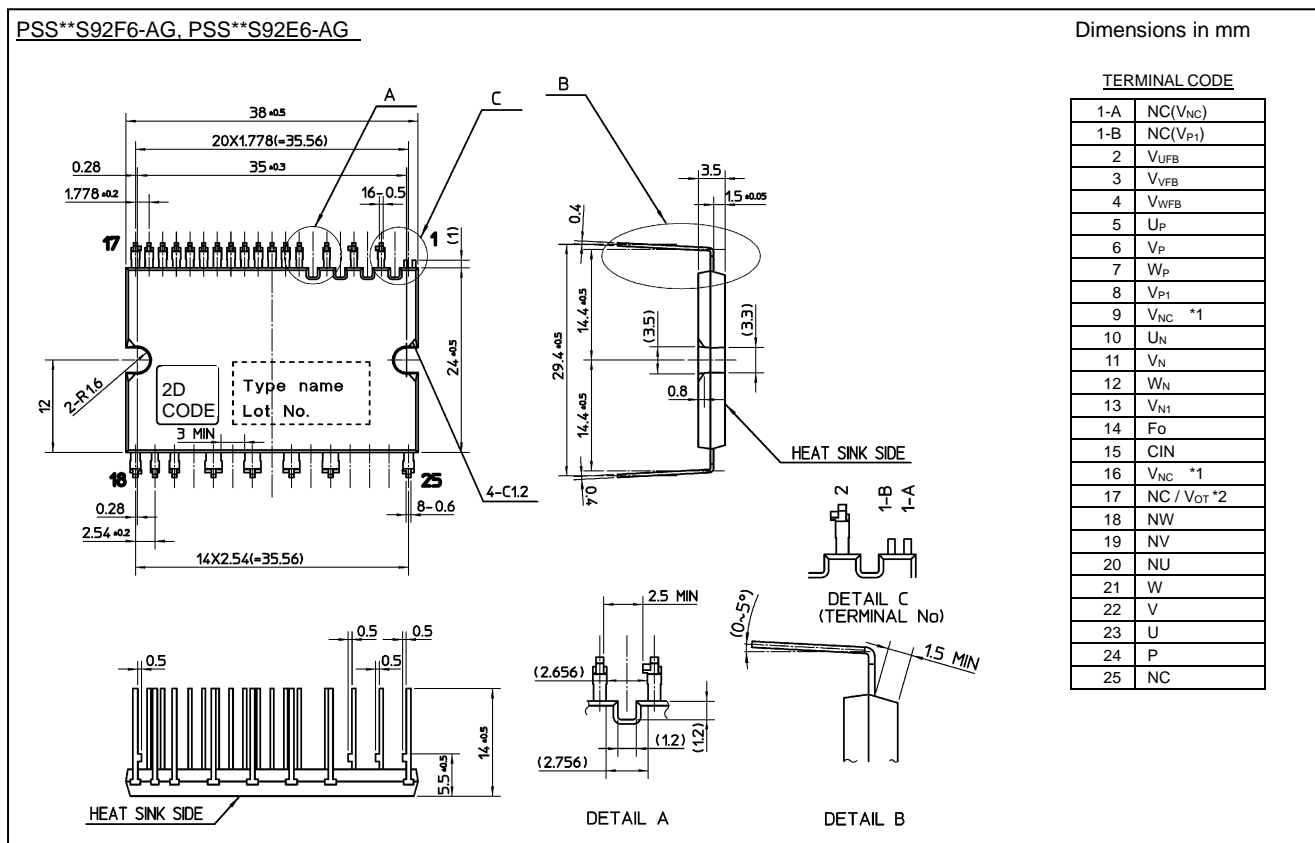 PSS**S92F6-AG, PSS**S92E6-AG
Dimensions in mm
A
C
B
38 ±0.5
20X1.778(=35.56)
0.28
35 ±0.3
1.778 ±0.2
16-0.5
17
1
(1)
24 ±0.5
12
2-R1.6
2D
CODE
Type name
Lot No.
3 MIN
18
25
0.28
2.54 ±0.2
14X2.54(=35.56)
8-0.6
4-C1.2
3.5
1.5 ±0.05
0.4
29.4 ±0.5
14.4 ±0.5
14.4 ±0.5
(3.5)
(3.3)
0.8
0.4
HEAT SINK SIDE
2
1-B
1-A
DETAIL C
(TERMINAL No)
0.5
0.5
0.5
0.5
14 ±0.5
5.5 ±0.5
HEAT SINK SIDE
2.5 MIN
(2.656)
(1.2)
(1.2)
(2.756)
DETAIL A
(0~5°)
1.5 MIN
DETAIL B
TERMINAL CODE
1-A NC(VNC)
1-B NC(VP1)
2 VUFB
3 VVFB
4 VWFB
5 UP
6 VP
7 WP
8 VP1
9 VNC *1
10 UN
11 VN
12 WN
13 VN1
14 Fo
15 CIN
16 VNC *1
17 NC / VOT *2
18 NW
19 NV
20 NU
21 W
22 V
23 U
24 P
25 NC